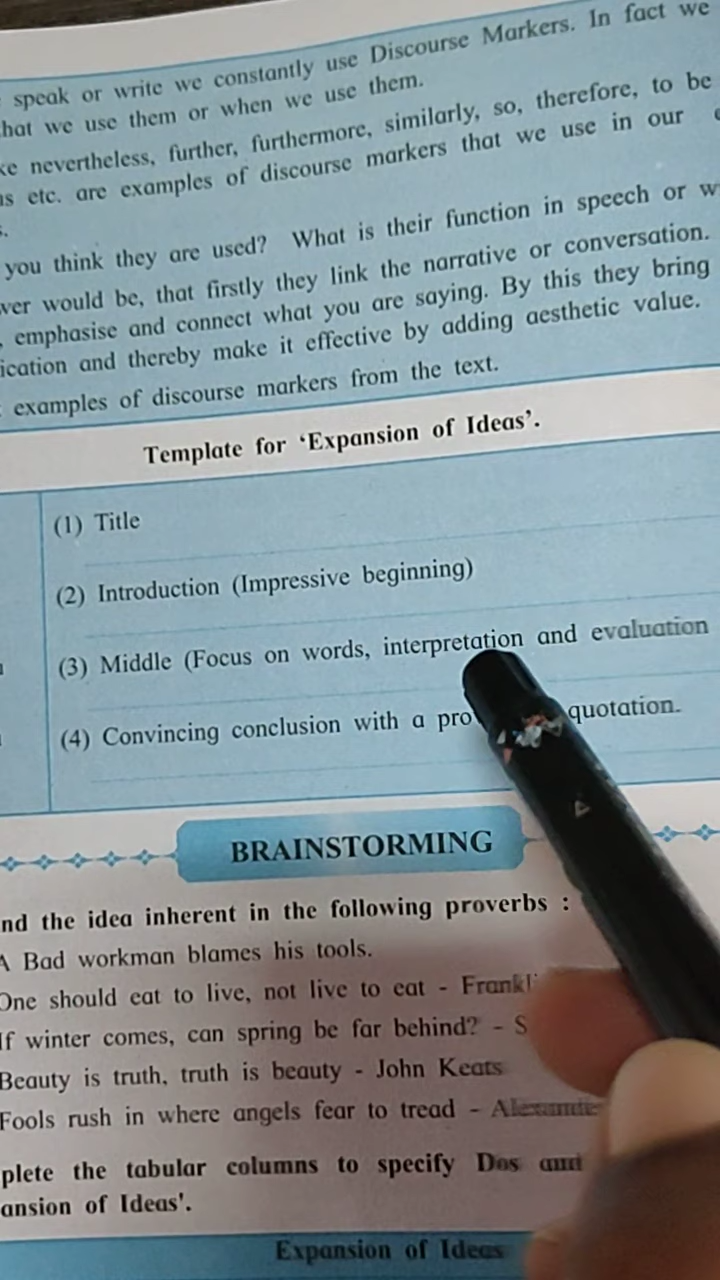 speak or write we constantly use Discourse Markers. In fact we
that we use them or when we use them.
nevertheless, further, furthermore, similarly, so, therefore, to be
etc. are examples of discourse markers that we use in our
you think they are used? What is their function in speech or
would be, that firstly they link the narrative or conversation.
, emphasise and connect what you are saying. By this they bring
and thereby make it effective by adding aesthetic value.
examples of discourse markers from the text.
Template for 'Expansion of Ideas'.
(1) Title
(2) Introduction (Impressive beginning)
(3) Middle (Focus on words, interpretation and evaluation
(4) Convincing conclusion with a quotation.
BRAINSTORMING
the idea inherent in the following proverbs :
A Bad workman blames his tools.
One should eat to live, not live to eat -
If winter comes, can spring be far behind? - S
Beauty is truth, truth is beauty - John Keats
Fools rush in where angels fear to tread -
the tabular columns to specify Dos and
of Ideas'.
Expansion of Ideas